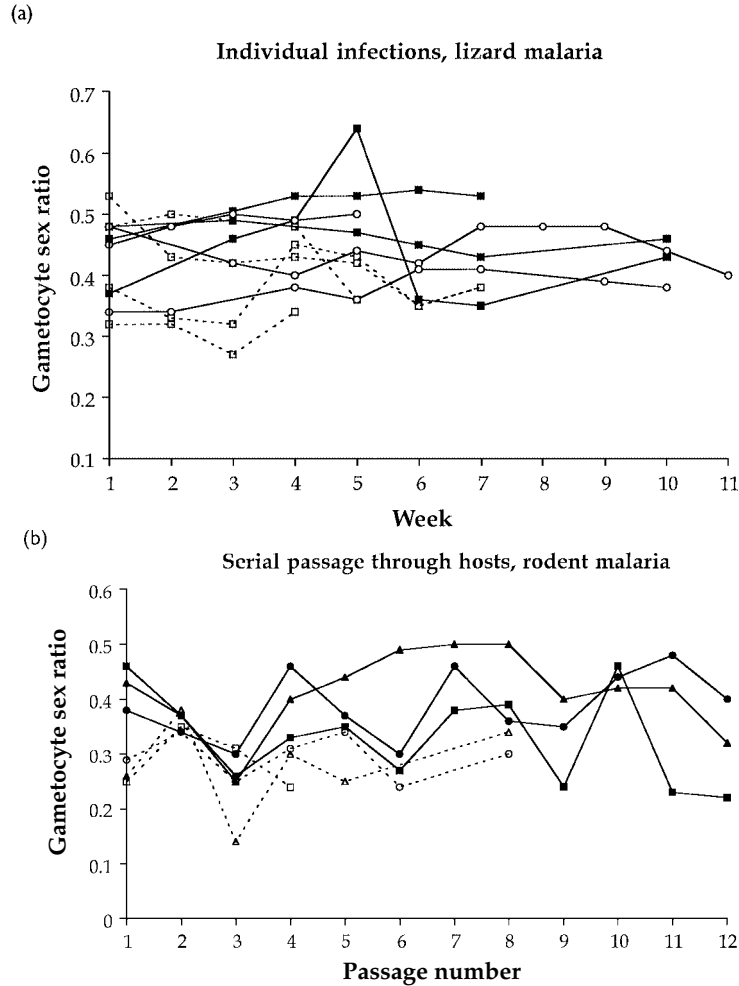 (a)
Individual infections, lizard malaria
0.7
0.6
0.5
0.4
0.3
0.2
0.1
Gametocyte sex ratio
1 2 3 4 5 6 7 8 9 10 11
Week
(b)
Serial passage through hosts, rodent malaria
0.6
0.5
0.4
0.3
0.2
0.1
0
Gametocyte sex ratio
1 2 3 4 5 6 7 8 9 10 11 12
Passage number